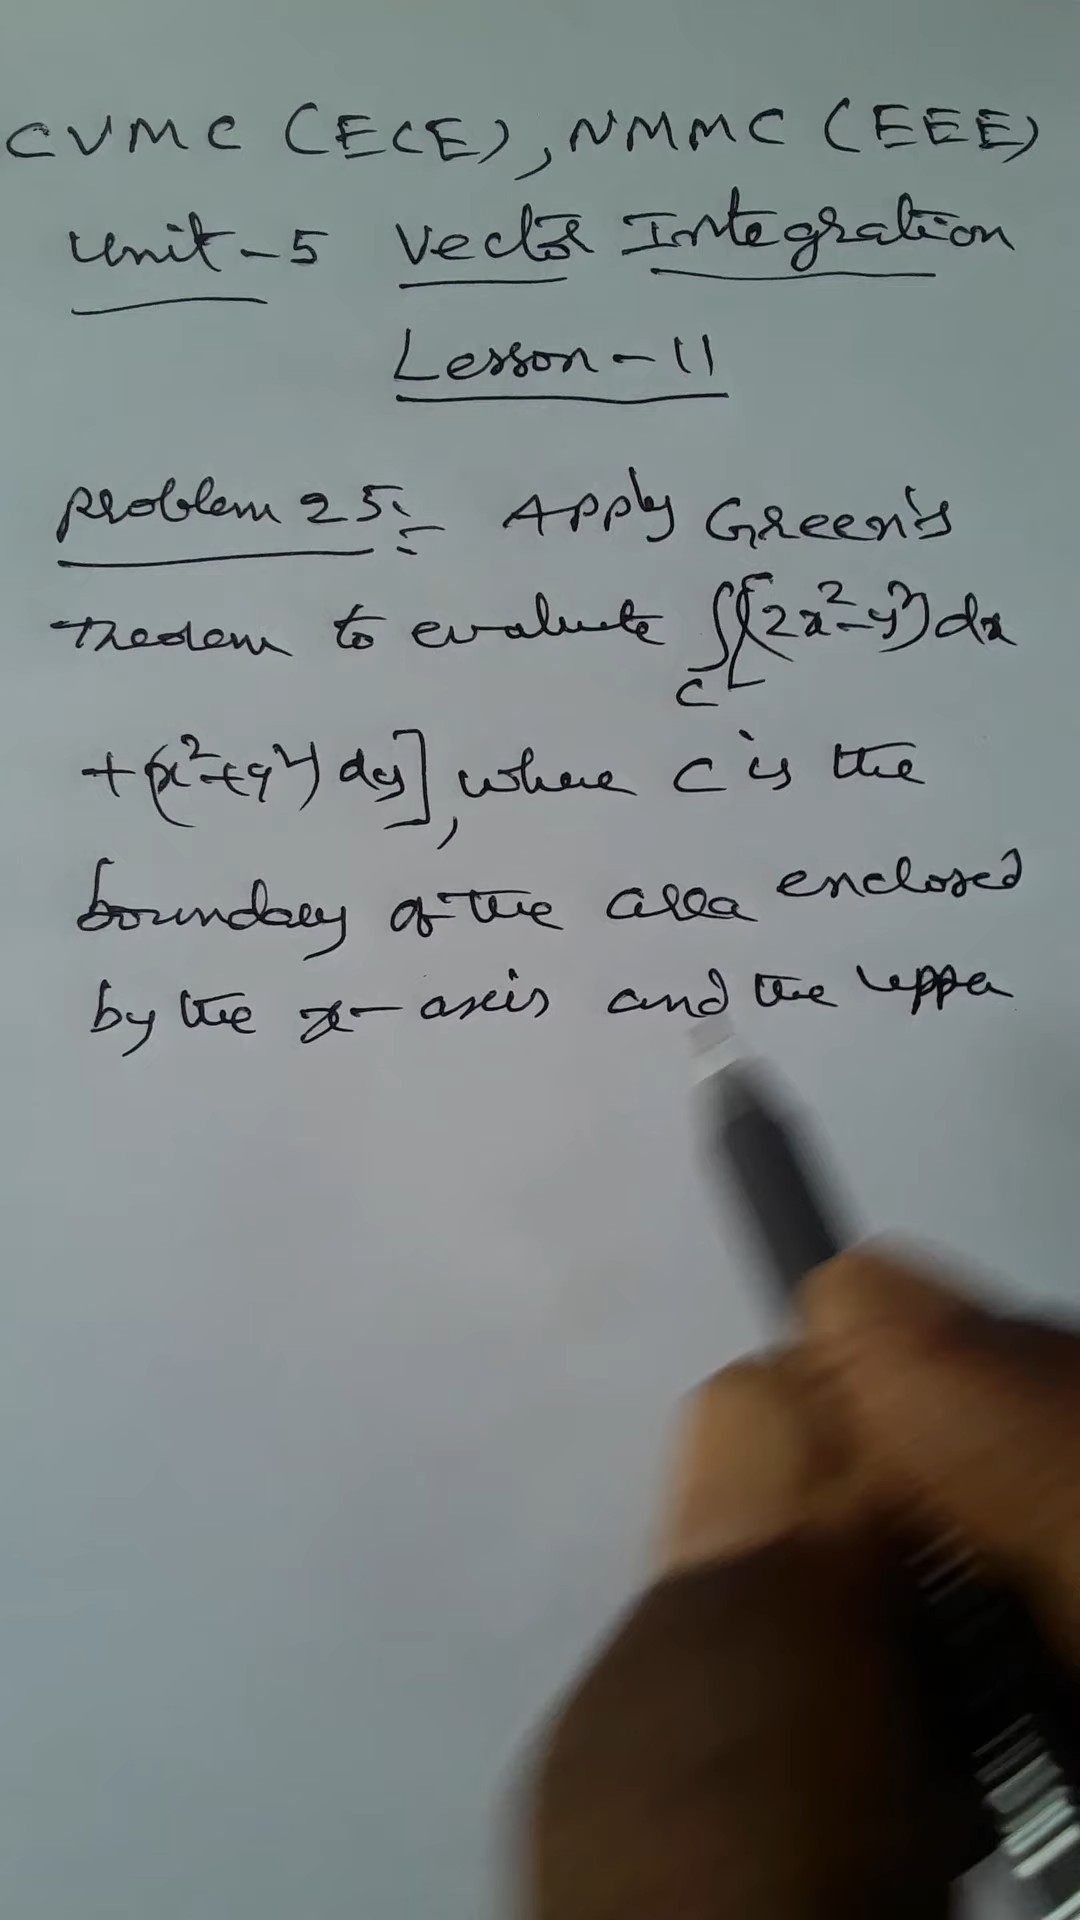 CVMC (ECE), NMMC (EEE)
Unit-5 Vector Integration
Lesson-11
Problem 25:- Apply Green's
theorem to evaluate ∫c[(2x²-y²)dx
+(x²+y²)dy], where C is the
boundary of the area enclosed
by the x-axis and the upper